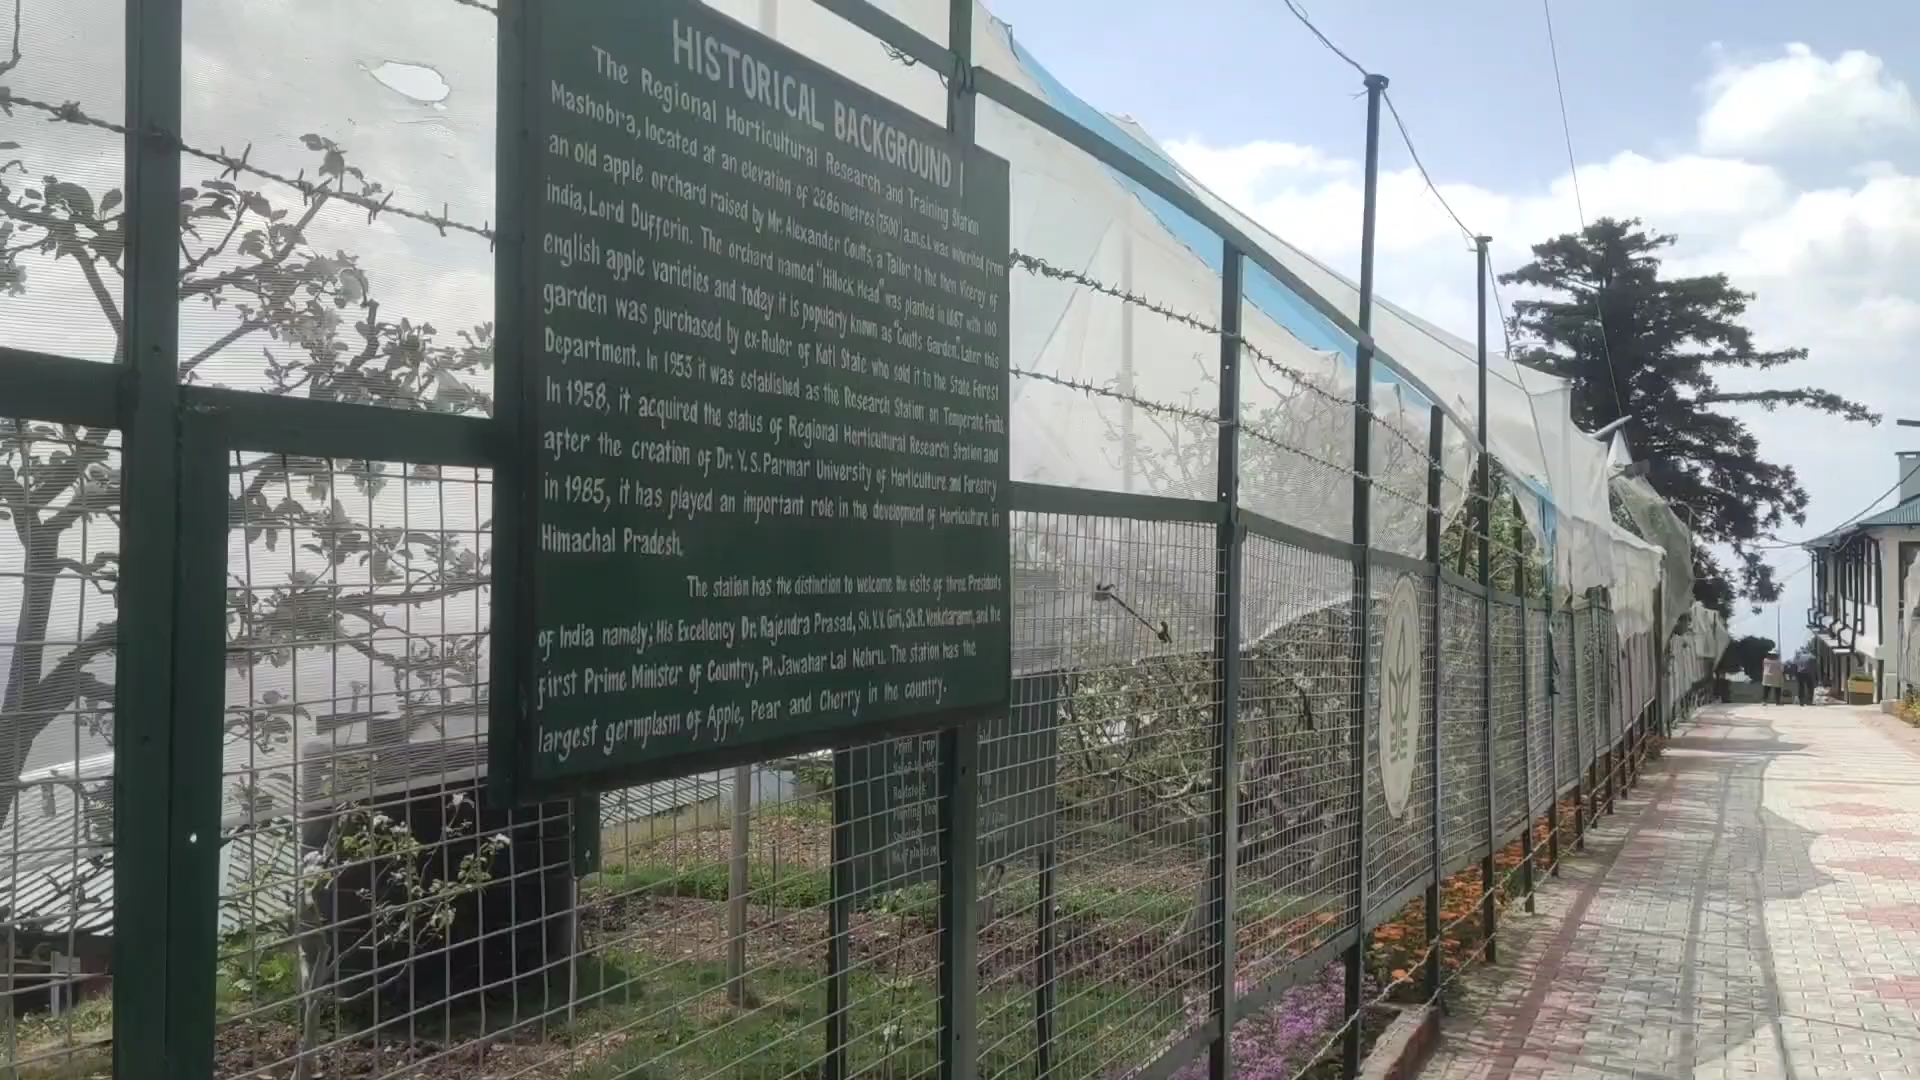 HISTORICAL BACKGROUND !
The Regional Horticultural Research and Training Station
Mashobra, located at an elevation of 2286 metres (7500') a.m.s.l. was inherited from
an old apple orchard raised by Mr. Alexander Coutts, a Tailor to the then Viceroy of
india, Lord Dufferin. The orchard named "Hillock Head" was planted in 1887 with 100
english apple varieties and today it is popularly known as "Coutts Garden". Later this
garden was purchased by ex-Ruler of Koti State who sold it to the State Forest
Department. In 1953 it was established as the Research Station on Temperate Fruits
In 1958, it acquired the status of Regional Horticultural Research Station and
after the creation of Dr. Y. S. Parmar University of Horticulture and Forestry
in 1985, it has played an important role in the development of Horticulture in
Himachal Pradesh.
The station has the distinction to welcome the visits of three Presidents
of India namely; His Excellency Dr. Rajendra Prasad, Sh. V.V. Giri, Sh. R. Venkataraman, and the
first Prime Minister of Country, Pt. Jawahar Lal Nehru. The station has the
largest germplasm of Apple, Pear and Cherry in the country.
Rootstock